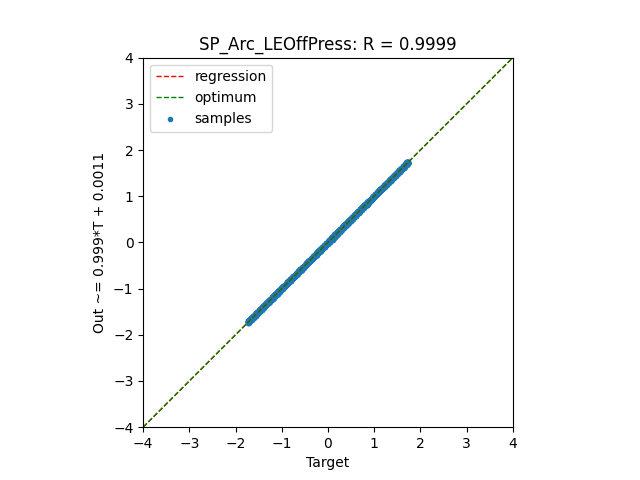 SP_Arc_LEOffPress: R = 0.9999
regression
optimum
samples
Out ~= 0.999*T + 0.0011
4
3
2
1
0
−1
−2
−3
−4
−4 −3 −2 −1 0 1 2 3 4
Target